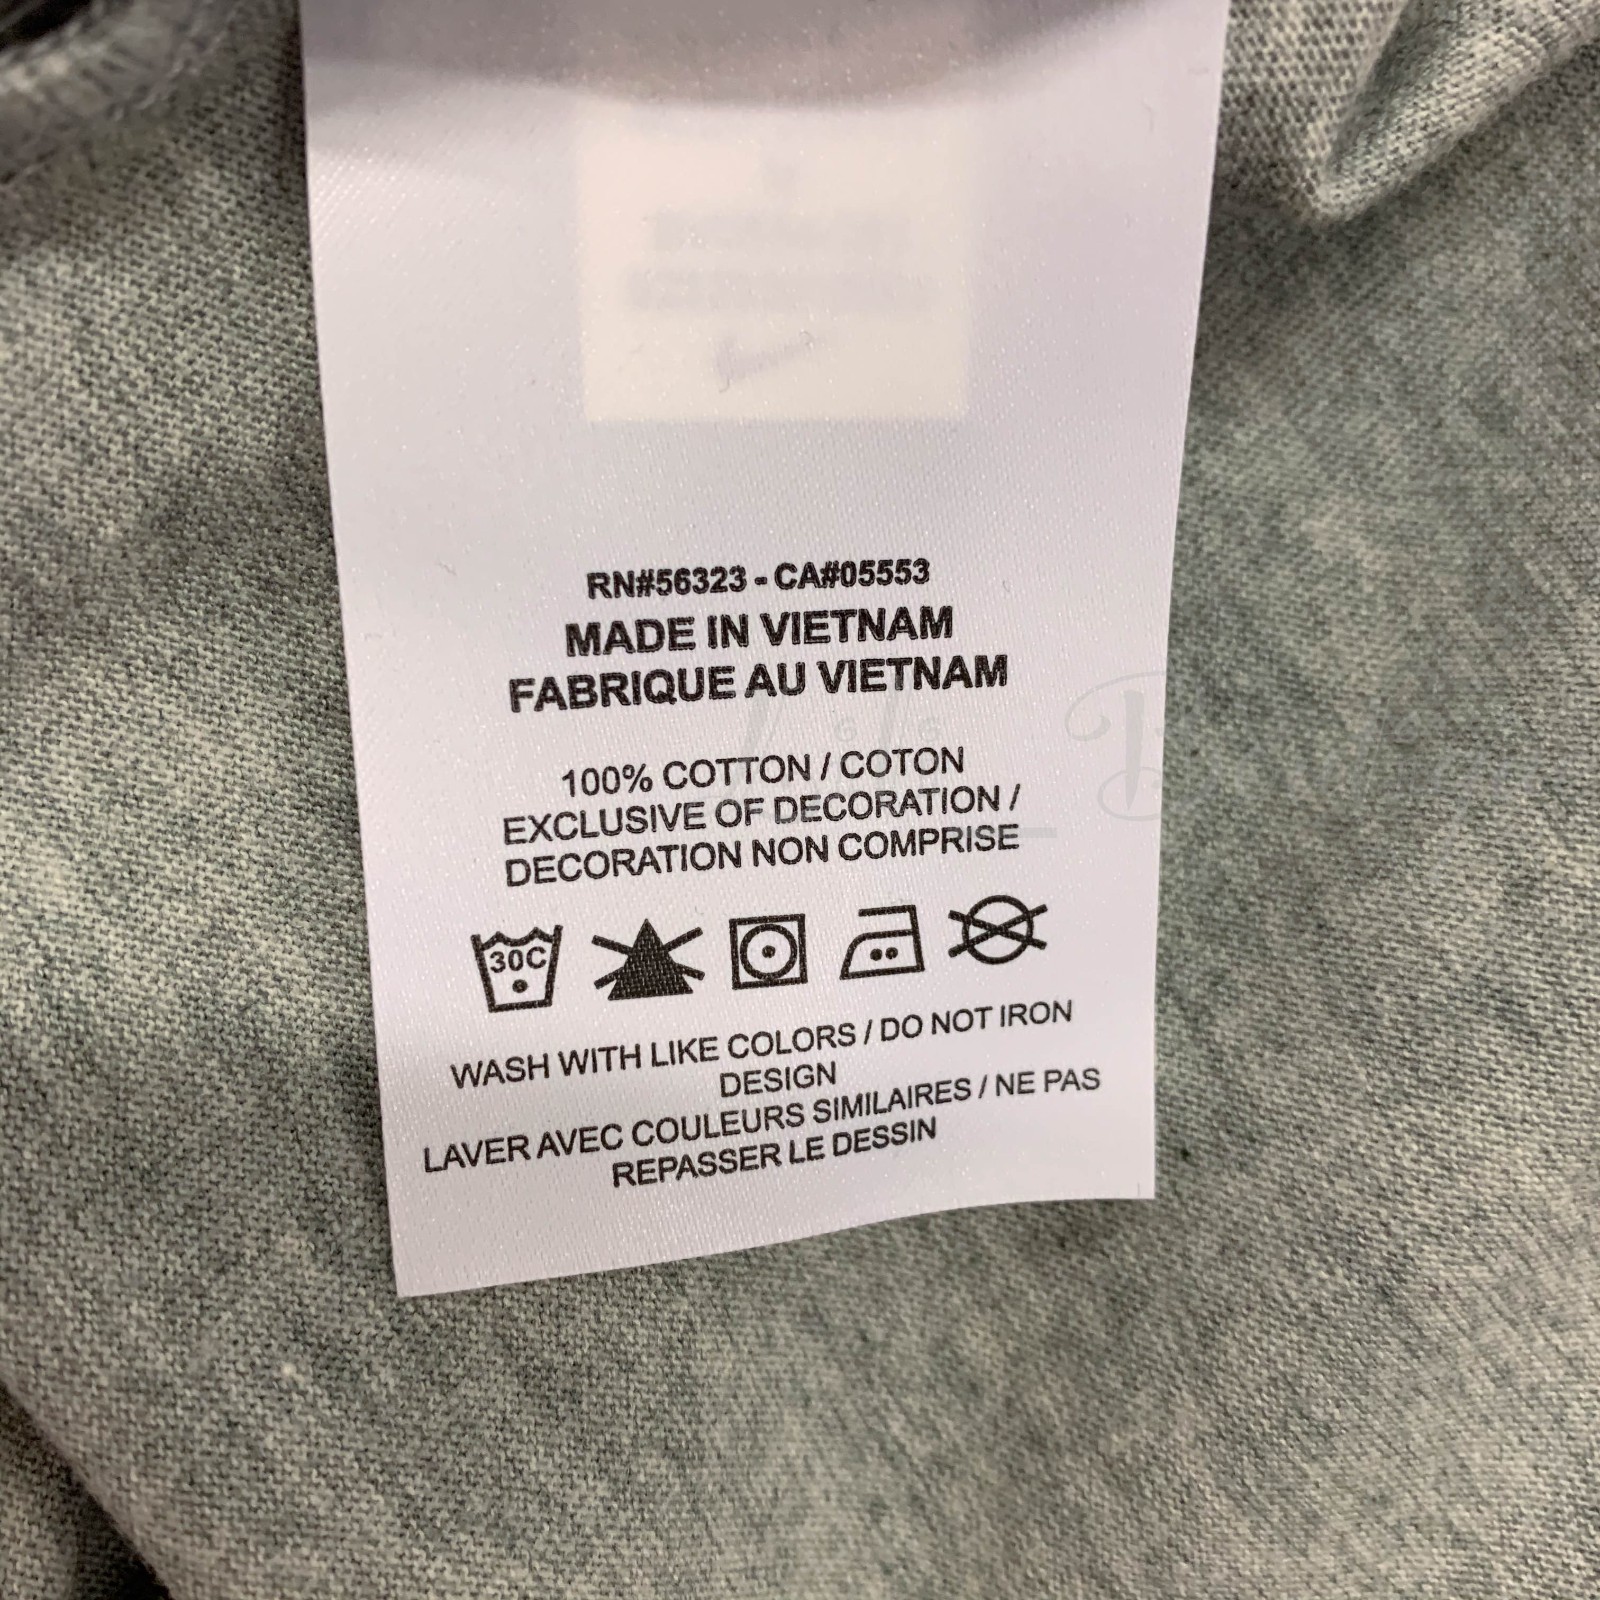 RN#56323 - CA#05553
MADE IN VIETNAM
FABRIQUE AU VIETNAM
100% COTTON / COTON
EXCLUSIVE OF DECORATION /
DECORATION NON COMPRISE
30C
WASH WITH LIKE COLORS / DO NOT IRON
DESIGN
LAVER AVEC COULEURS SIMILAIRES / NE PAS
REPASSER LE DESSIN